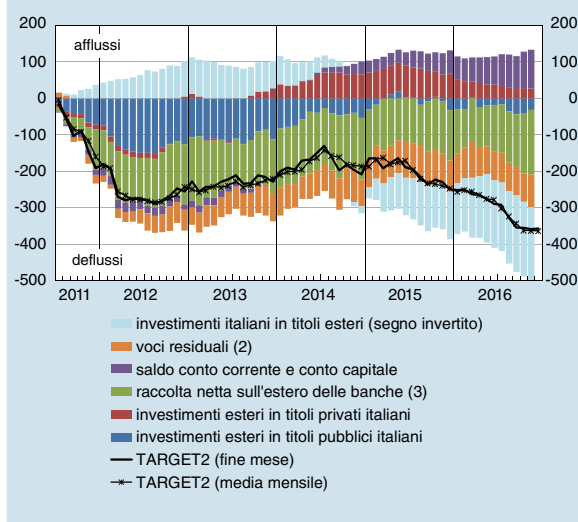 200 200
afflussi
100 100
0 0
-100 -100
-200 -200
-300 -300
-400 -400
deflussi
-500 -500
2011 2012 2013 2014 2015 2016
investimenti italiani in titoli esteri (segno invertito)
voci residuali (2)
saldo conto corrente e conto capitale
raccolta netta sull'estero delle banche (3)
investimenti esteri in titoli privati italiani
investimenti esteri in titoli pubblici italiani
TARGET2 (fine mese)
TARGET2 (media mensile)